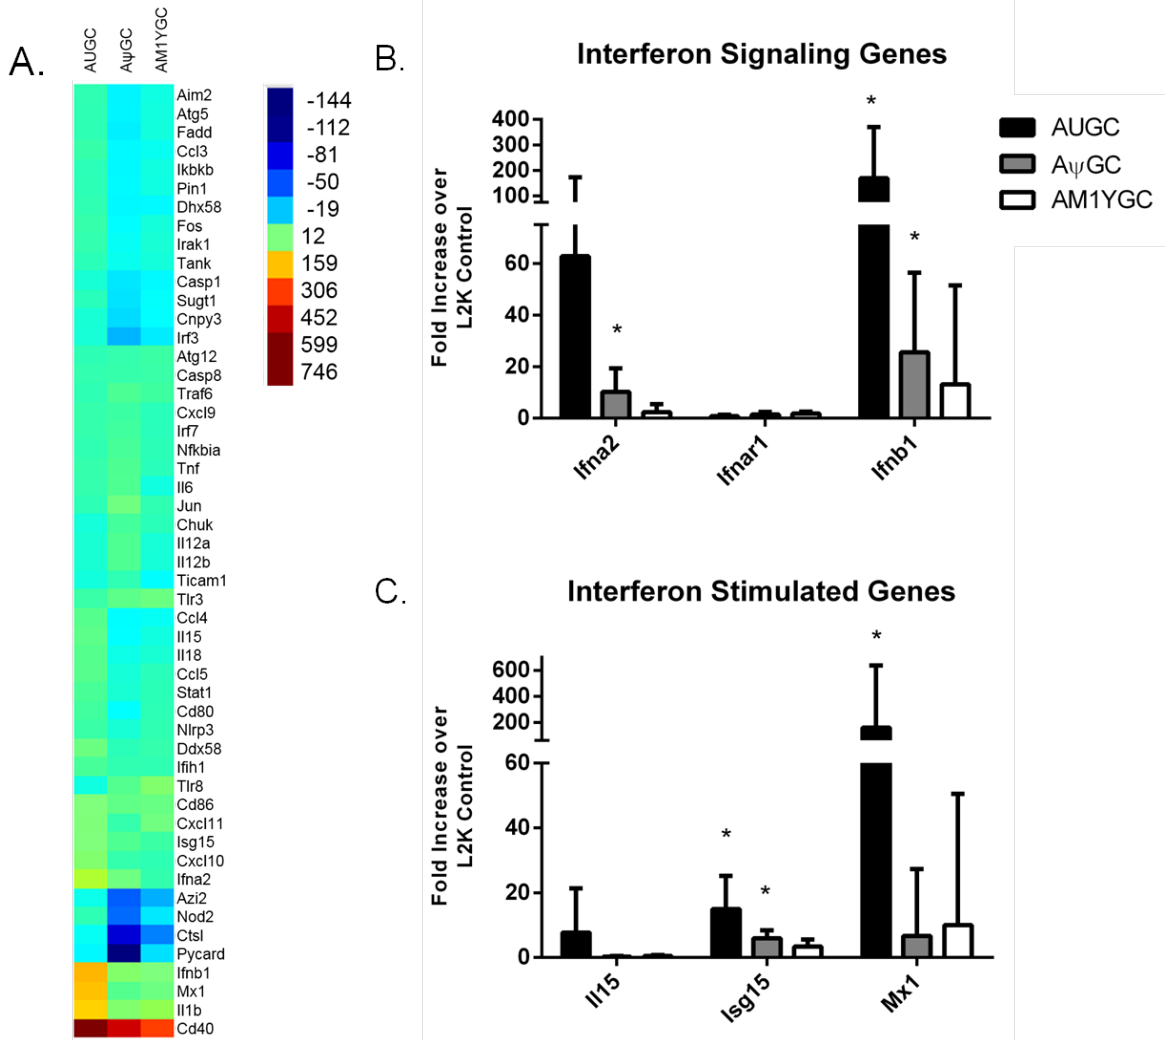 A.
AUGC
AψGC
AM1YGC
Aim2
Atg5
Fadd
Ccl3
Ikbkb
Pin1
Dhx58
Fos
Irak1
Tank
Casp1
Sugt1
Cnpy3
Irf3
Atg12
Casp8
Traf6
Cxcl9
Irf7
Nfkbia
Tnf
Il6
Jun
Chuk
Il12a
Il12b
Ticam1
Tlr3
Ccl4
Il15
Il18
Ccl5
Stat1
Cd80
Nlrp3
Ddx58
Ifih1
Tlr8
Cd86
Cxcl11
Isg15
Cxcl10
Ifna2
Azi2
Nod2
Ctsl
Pycard
Ifnb1
Mx1
Il1b
Cd40
-144
-112
-81
-50
-19
12
159
306
452
599
746
B.
Interferon Signaling Genes
Fold Increase over
L2K Control
400
300
200
100
60
40
20
0
*
*
*
Ifna2
Ifnar1
Ifnb1
AUGC
AψGC
AM1YGC
C.
Interferon Stimulated Genes
Fold Increase over
L2K Control
600
400
200
60
40
20
0
*
*
*
Il15
Isg15
Mx1